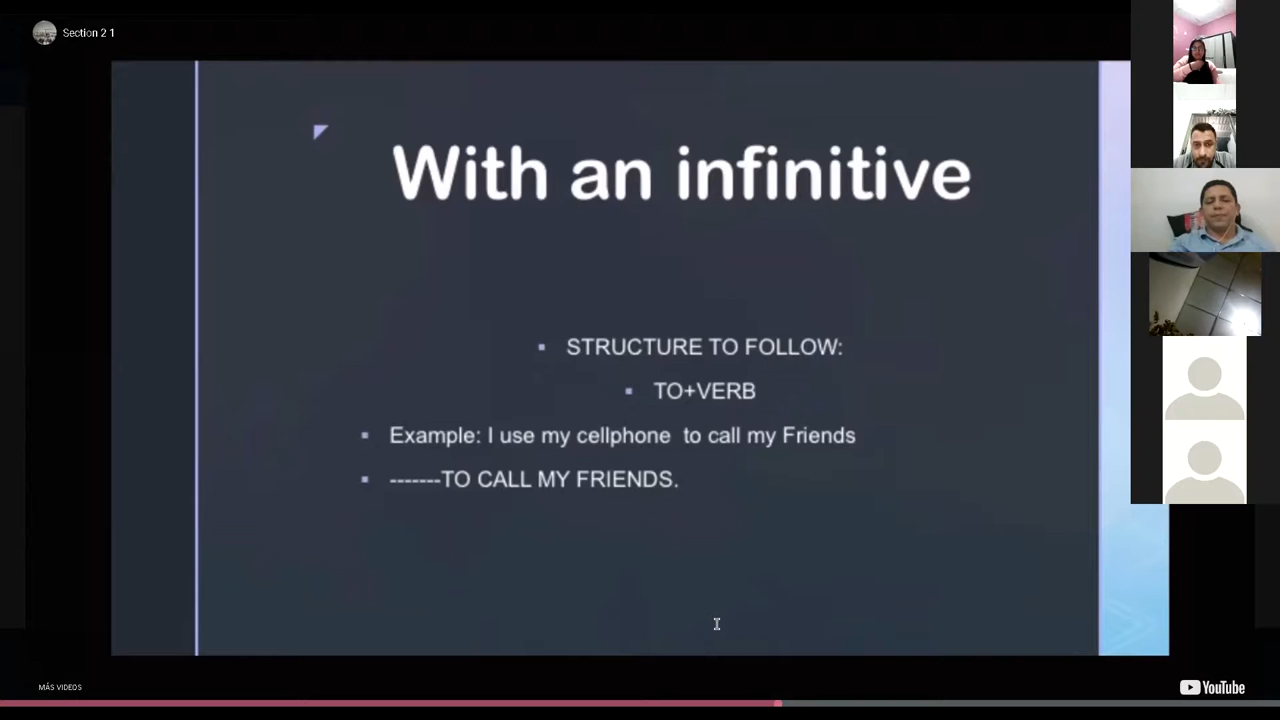 Section 2 1
With an infinitive
STRUCTURE TO FOLLOW:
TO+VERB
Example: I use my cellphone to call my Friends
-------TO CALL MY FRIENDS.
MÁS VIDEOS
YouTube